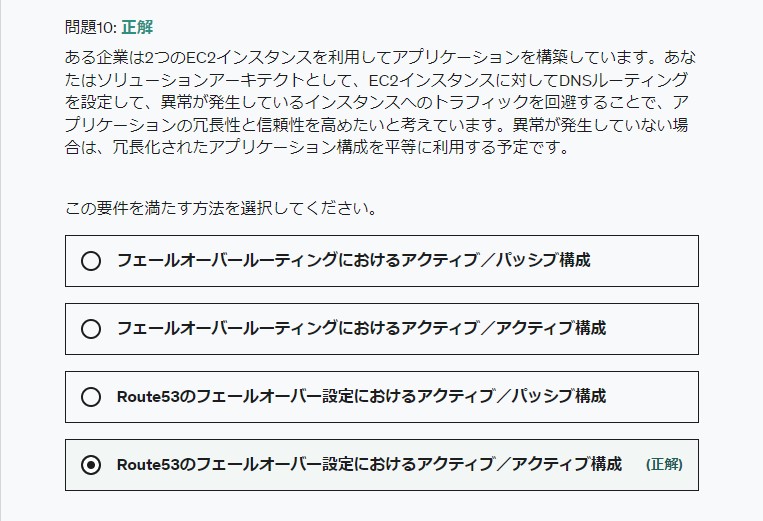 問題10: 正解
ある企業は2つのEC2インスタンスを利用してアプリケーションを構築しています。あな
たはソリューションアーキテクトとして、EC2インスタンスに対してDNSルーティング
を設定して、異常が発生しているインスタンスへのトラフィックを回避することで、ア
プリケーションの冗長性と信頼性を高めたいと考えています。異常が発生していない場
合は、冗長化されたアプリケーション構成を平等に利用する予定です。
この要件を満たす方法を選択してください。
フェールオーバールーティングにおけるアクティブ／パッシブ構成
フェールオーバールーティングにおけるアクティブ／アクティブ構成
Route53のフェールオーバー設定におけるアクティブ／パッシブ構成
Route53のフェールオーバー設定におけるアクティブ／アクティブ構成 (正解)